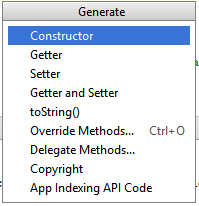 Generate
Constructor
Getter
Setter
Getter and Setter
toString()
Override Methods... Ctrl+O
Delegate Methods...
Copyright
App Indexing API Code